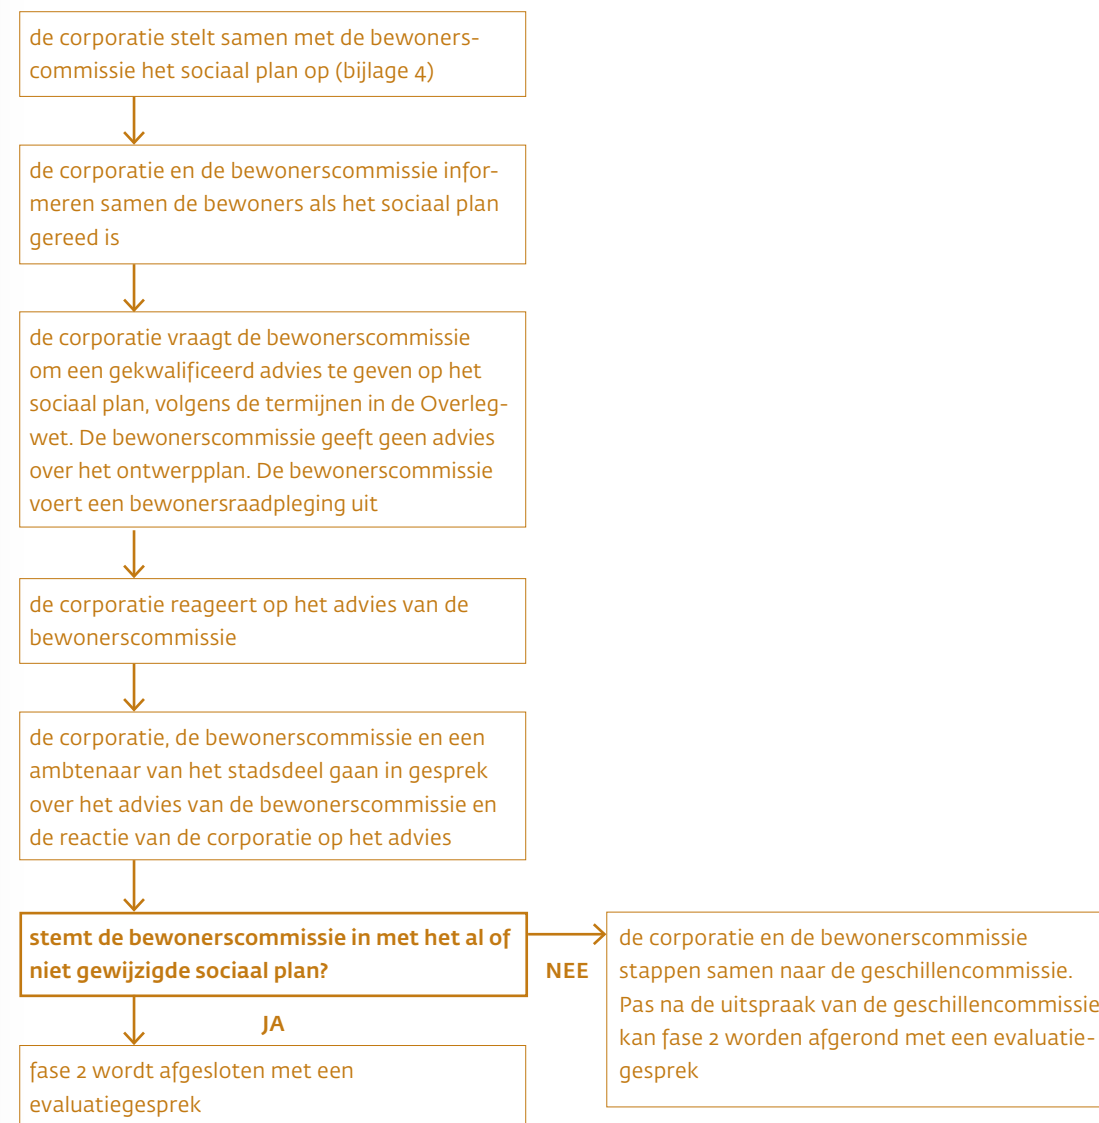 de corporatie stelt samen met de bewoners-
commissie het sociaal plan op (bijlage 4)
de corporatie en de bewonerscommissie infor-
meren samen de bewoners als het sociaal plan
gereed is
de corporatie vraagt de bewonerscommissie
om een gekwalificeerd advies te geven op het
sociaal plan, volgens de termijnen in de Overleg-
wet. De bewonerscommissie geeft geen advies
over het ontwerpplan. De bewonerscommissie
voert een bewonersraadpleging uit
de corporatie reageert op het advies van de
bewonerscommissie
de corporatie, de bewonerscommissie en een
ambtenaar van het stadsdeel gaan in gesprek
over het advies van de bewonerscommissie en
de reactie van de corporatie op het advies
stemt de bewonerscommissie in met het al of
niet gewijzigde sociaal plan?
NEE
de corporatie en de bewonerscommissie
stappen samen naar de geschillencommissie.
Pas na de uitspraak van de geschillencommissie
kan fase 2 worden afgerond met een evaluatie-
gesprek
JA
fase 2 wordt afgesloten met een
evaluatiegesprek